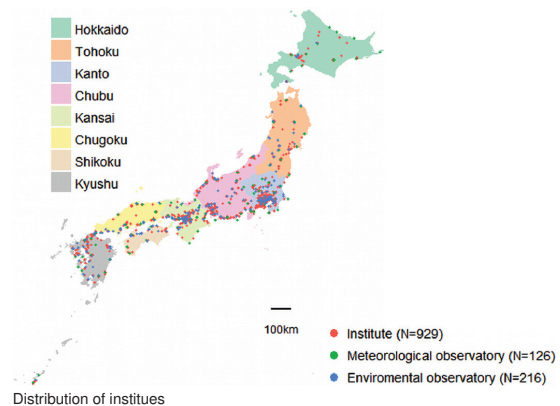 Hokkaido
Tohoku
Kanto
Chubu
Kansai
Chugoku
Shikoku
Kyushu
100km
Institute (N=929)
Meteorological observatory (N=126)
Enviromental observatory (N=216)
Distribution of institues